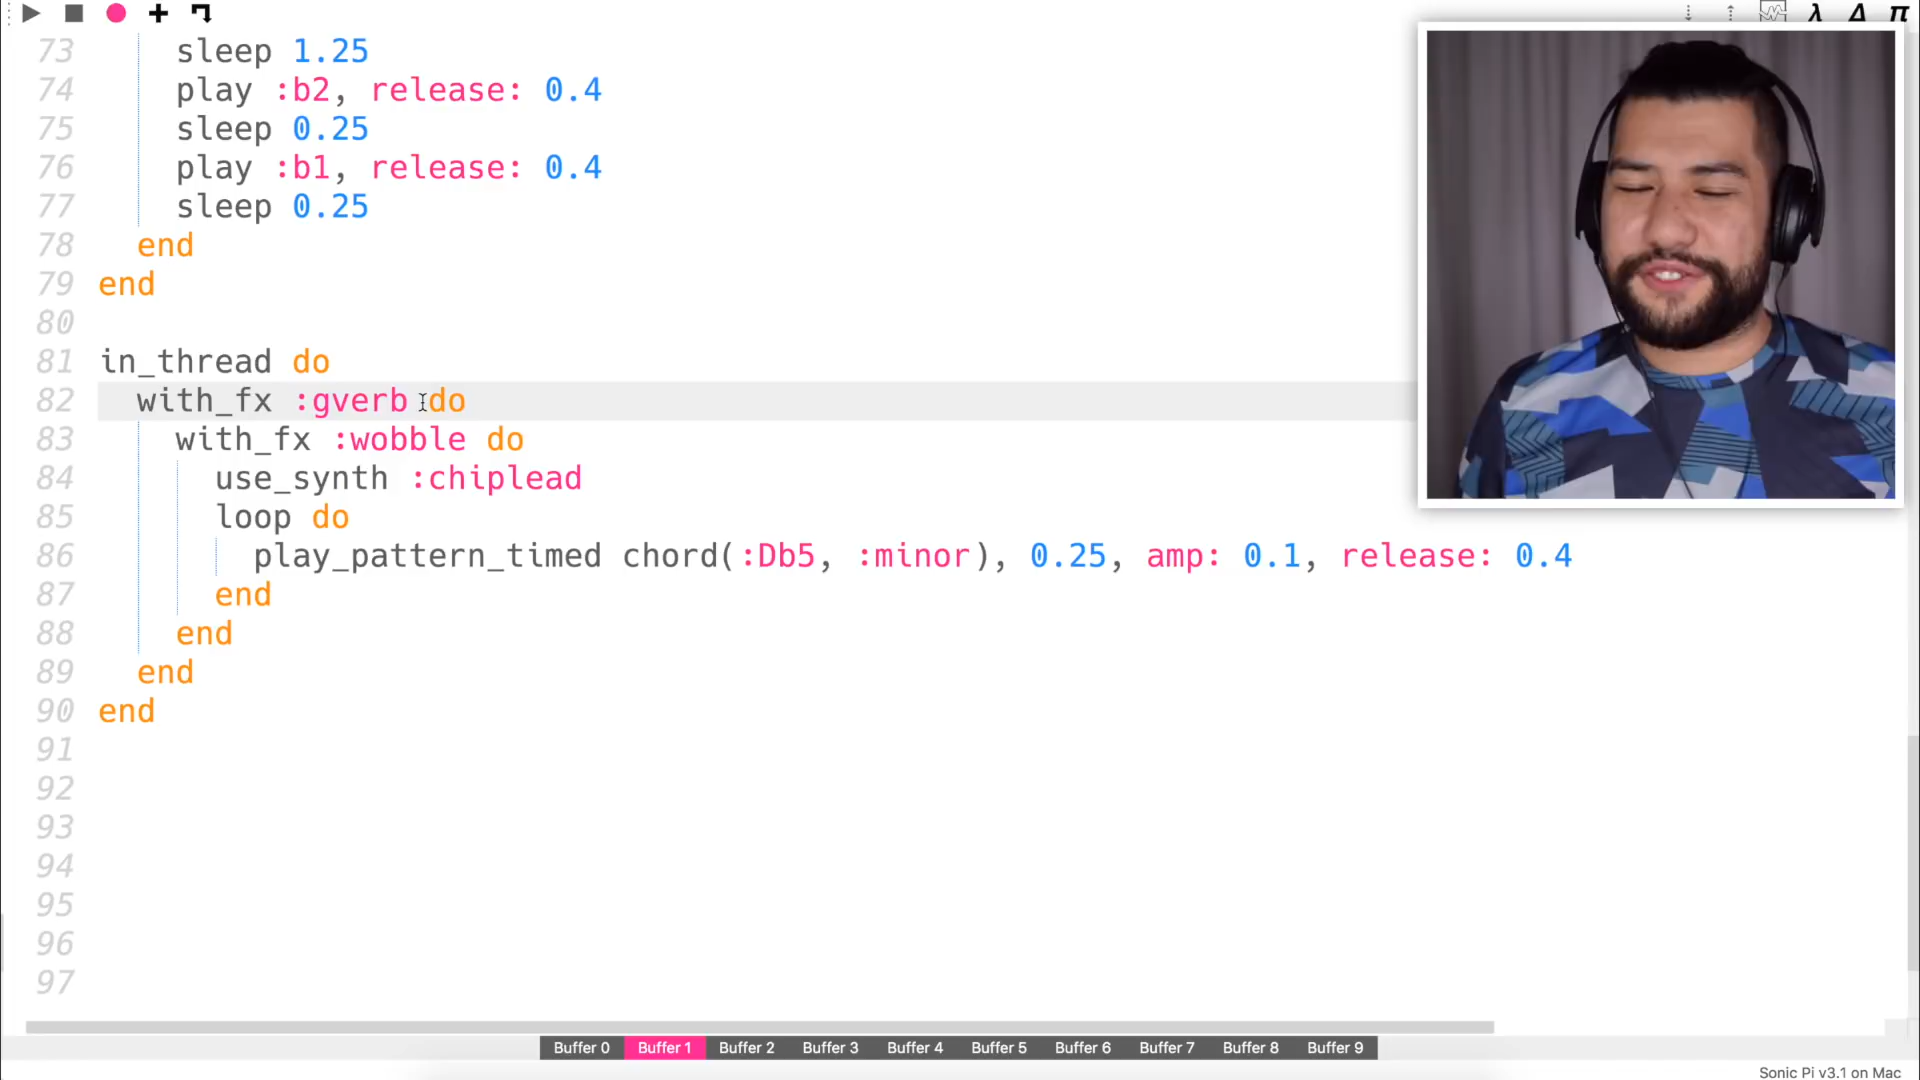 73 sleep 1.25
74 play :b2, release: 0.4
75 sleep 0.25
76 play :b1, release: 0.4
77 sleep 0.25
78 end
79 end
80
81 in_thread do
82 with_fx :gverb do
83 with_fx :wobble do
84 use_synth :chiplead
85 loop do
86 play_pattern_timed chord(:Db5, :minor), 0.25, amp: 0.1, release: 0.4
87 end
88 end
89 end
90 end
91
92
93
94
95
96
97
Buffer 0 Buffer 1 Buffer 2 Buffer 3 Buffer 4 Buffer 5 Buffer 6 Buffer 7 Buffer 8 Buffer 9
Sonic Pi v3.1 on Mac